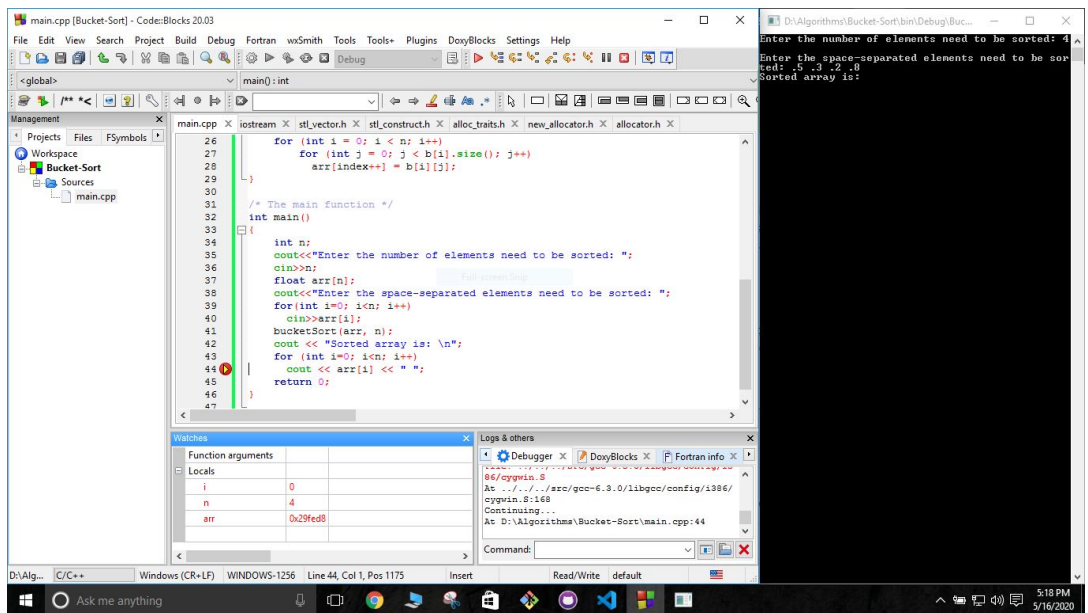 main.cpp [Bucket-Sort] - Code::Blocks 20.03
File Edit View Search Project Build Debug Fortran wxSmith Tools Tools+ Plugins DoxyBlocks Settings Help
Debug
<global>
main() : int
/** *<
Management
Projects Files FSymbols
Workspace
Bucket-Sort
Sources
main.cpp
main.cpp X iostream X stl_vector.h X stl_construct.h X alloc_traits.h X new_allocator.h X allocator.h X
26 for (int i = 0; i < n; i++)
27 for (int j = 0; j < b[i].size(); j++)
28 arr[index++] = b[i][j];
29 }
30
31 /* The main function */
32 int main()
33 {
34 int n;
35 cout<<"Enter the number of elements need to be sorted: ";
36 cin>>n;
37 float arr[n];
38 cout<<"Enter the space-separated elements need to be sorted: ";
39 for(int i=0; i<n; i++)
40 cin>>arr[i];
41 bucketSort(arr, n);
42 cout << "Sorted array is: \n";
43 for (int i=0; i<n; i++)
44 cout << arr[i] << " ";
45 return 0;
46 }
47
Watches
Function arguments
Locals
i 0
n 4
arr 0x29fed8
Logs & others
Debugger X DoxyBlocks X Fortran info X
86/cygwin.S
At ../../../src/gcc-6.3.0/libgcc/config/i386/
cygwin.S:168
Continuing...
At D:\Algorithms\Bucket-Sort\main.cpp:44
Command:
D:\Alg... C/C++ Windows (CR+LF) WINDOWS-1256 Line 44, Col 1, Pos 1175 Insert Read/Write default
D:\Algorithms\Bucket-Sort\bin\Debug\Buc...
Enter the number of elements need to be sorted: 4
Enter the space-separated elements need to be sor
ted: .5 .3 .2 .8
Sorted array is:
Ask me anything
5:18 PM
5/16/2020